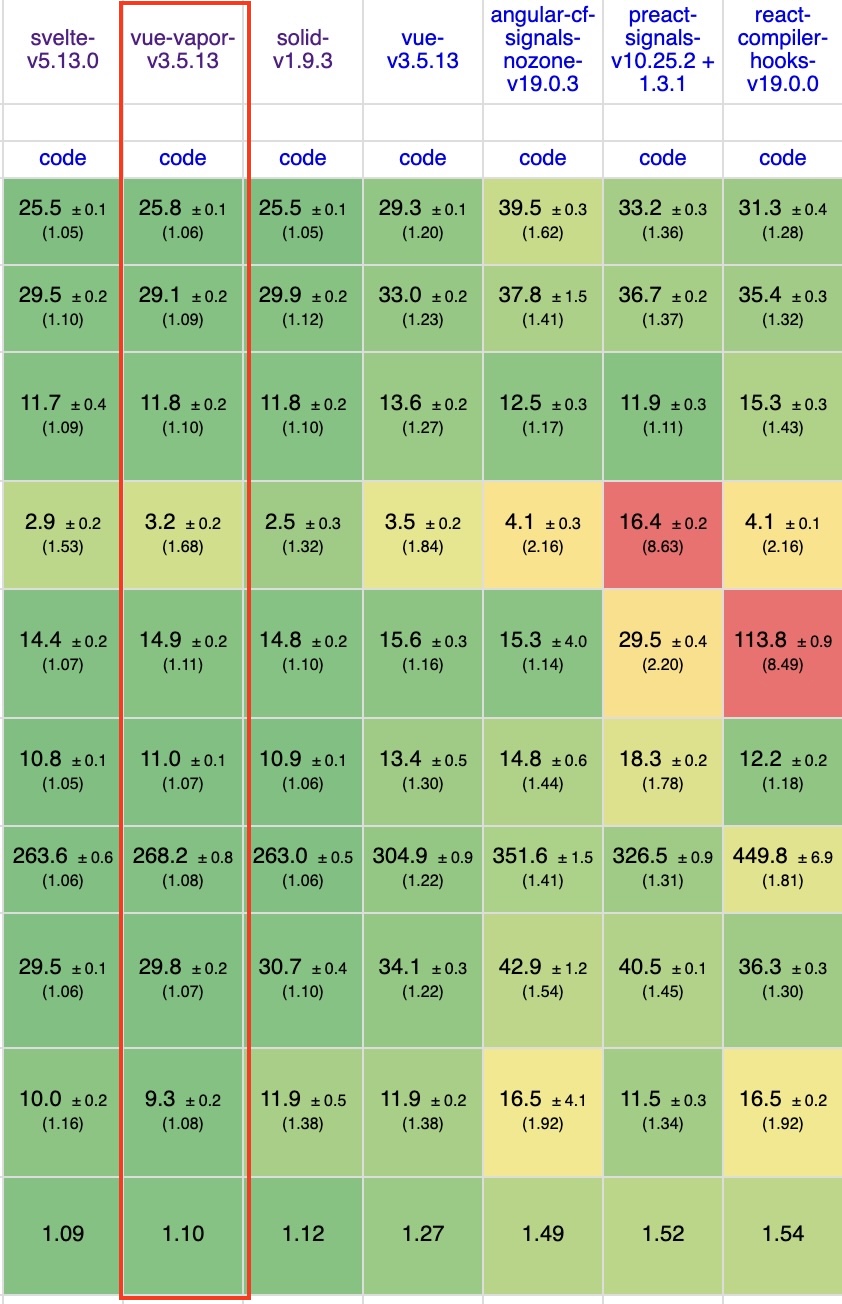 svelte-v5.13.0 vue-vapor-v3.5.13 solid-v1.9.3 vue-v3.5.13 angular-cf-signals-nozone-v19.0.3 preact-signals-v10.25.2 + 1.3.1 react-compiler-hooks-v19.0.0
code code code code code code code
25.5 ± 0.1 25.8 ± 0.1 25.5 ± 0.1 29.3 ± 0.1 39.5 ± 0.3 33.2 ± 0.3 31.3 ± 0.4
(1.05) (1.06) (1.05) (1.20) (1.62) (1.36) (1.28)
29.5 ± 0.2 29.1 ± 0.2 29.9 ± 0.2 33.0 ± 0.2 37.8 ± 1.5 36.7 ± 0.2 35.4 ± 0.3
(1.10) (1.09) (1.12) (1.23) (1.41) (1.37) (1.32)
11.7 ± 0.4 11.8 ± 0.2 11.8 ± 0.2 13.6 ± 0.2 12.5 ± 0.3 11.9 ± 0.3 15.3 ± 0.3
(1.09) (1.10) (1.10) (1.27) (1.17) (1.11) (1.43)
2.9 ± 0.2 3.2 ± 0.2 2.5 ± 0.3 3.5 ± 0.2 4.1 ± 0.3 16.4 ± 0.2 4.1 ± 0.1
(1.53) (1.68) (1.32) (1.84) (2.16) (8.63) (2.16)
14.4 ± 0.2 14.9 ± 0.2 14.8 ± 0.2 15.6 ± 0.3 15.3 ± 4.0 29.5 ± 0.4 113.8 ± 0.9
(1.07) (1.11) (1.10) (1.16) (1.14) (2.20) (8.49)
10.8 ± 0.1 11.0 ± 0.1 10.9 ± 0.1 13.4 ± 0.5 14.8 ± 0.6 18.3 ± 0.2 12.2 ± 0.2
(1.05) (1.07) (1.06) (1.30) (1.44) (1.78) (1.18)
263.6 ± 0.6 268.2 ± 0.8 263.0 ± 0.5 304.9 ± 0.9 351.6 ± 1.5 326.5 ± 0.9 449.8 ± 6.9
(1.06) (1.08) (1.06) (1.22) (1.41) (1.31) (1.81)
29.5 ± 0.1 29.8 ± 0.2 30.7 ± 0.4 34.1 ± 0.3 42.9 ± 1.2 40.5 ± 0.1 36.3 ± 0.3
(1.06) (1.07) (1.10) (1.22) (1.54) (1.45) (1.30)
10.0 ± 0.2 9.3 ± 0.2 11.9 ± 0.5 11.9 ± 0.2 16.5 ± 4.1 11.5 ± 0.3 16.5 ± 0.2
(1.16) (1.08) (1.38) (1.38) (1.92) (1.34) (1.92)
1.09 1.10 1.12 1.27 1.49 1.52 1.54